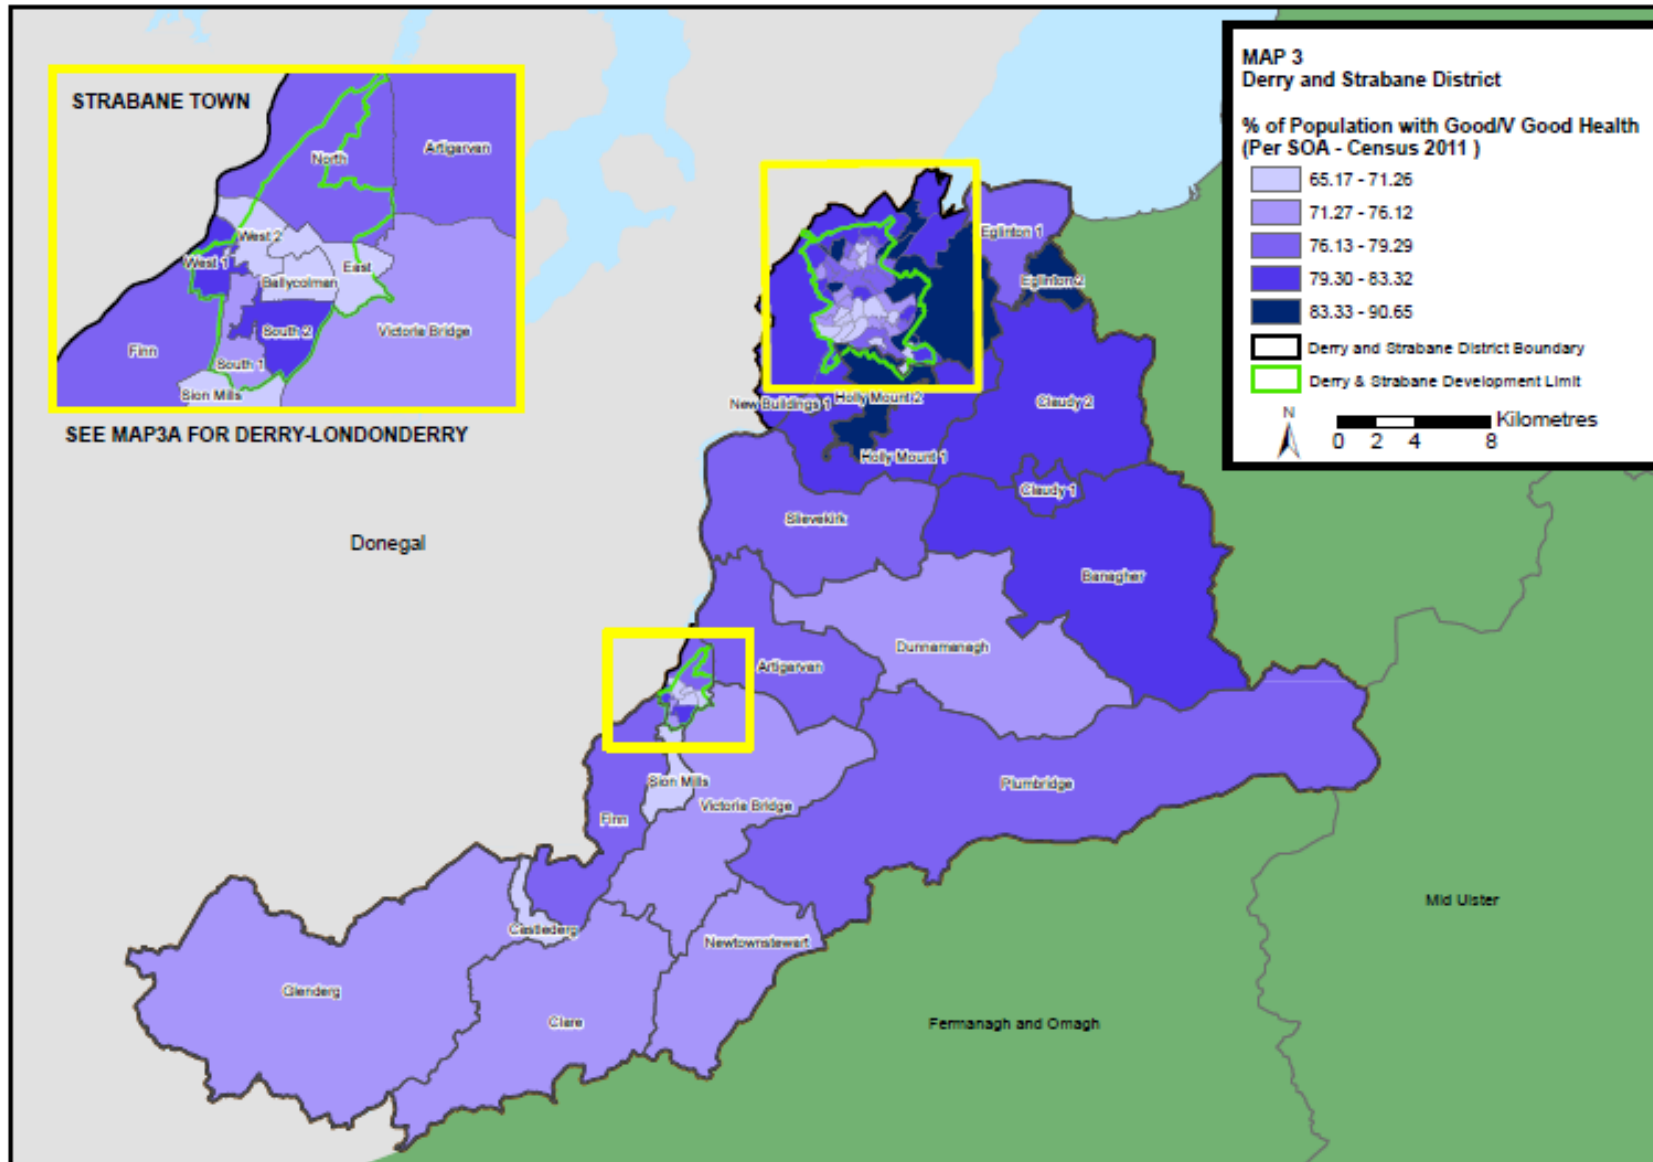 STRABANE TOWN
North
Artigarvan
West 2
West 1
East
Ballycolman
South 2
Victoria Bridge
Finn
South 1
Sion Mills
SEE MAP3A FOR DERRY-LONDONDERRY
MAP 3
Derry and Strabane District
% of Population with Good/V Good Health
(Per SOA - Census 2011 )
65.17 - 71.26
71.27 - 76.12
76.13 - 79.29
79.30 - 83.32
83.33 - 90.65
Derry and Strabane District Boundary
Derry & Strabane Development Limit
N
Kilometres
0 2 4 8
Eglinton 1
Eglinton 2
New Buildings 1
Holly Mount 2
Claudy 2
Holly Mount 1
Claudy 1
Slievekirk
Donegal
Banagher
Dunnamanagh
Artigarvan
Sion Mills
Plumbridge
Victoria Bridge
Finn
Castlederg
Newtownstewart
Glenderg
Clare
Mid Ulster
Fermanagh and Omagh